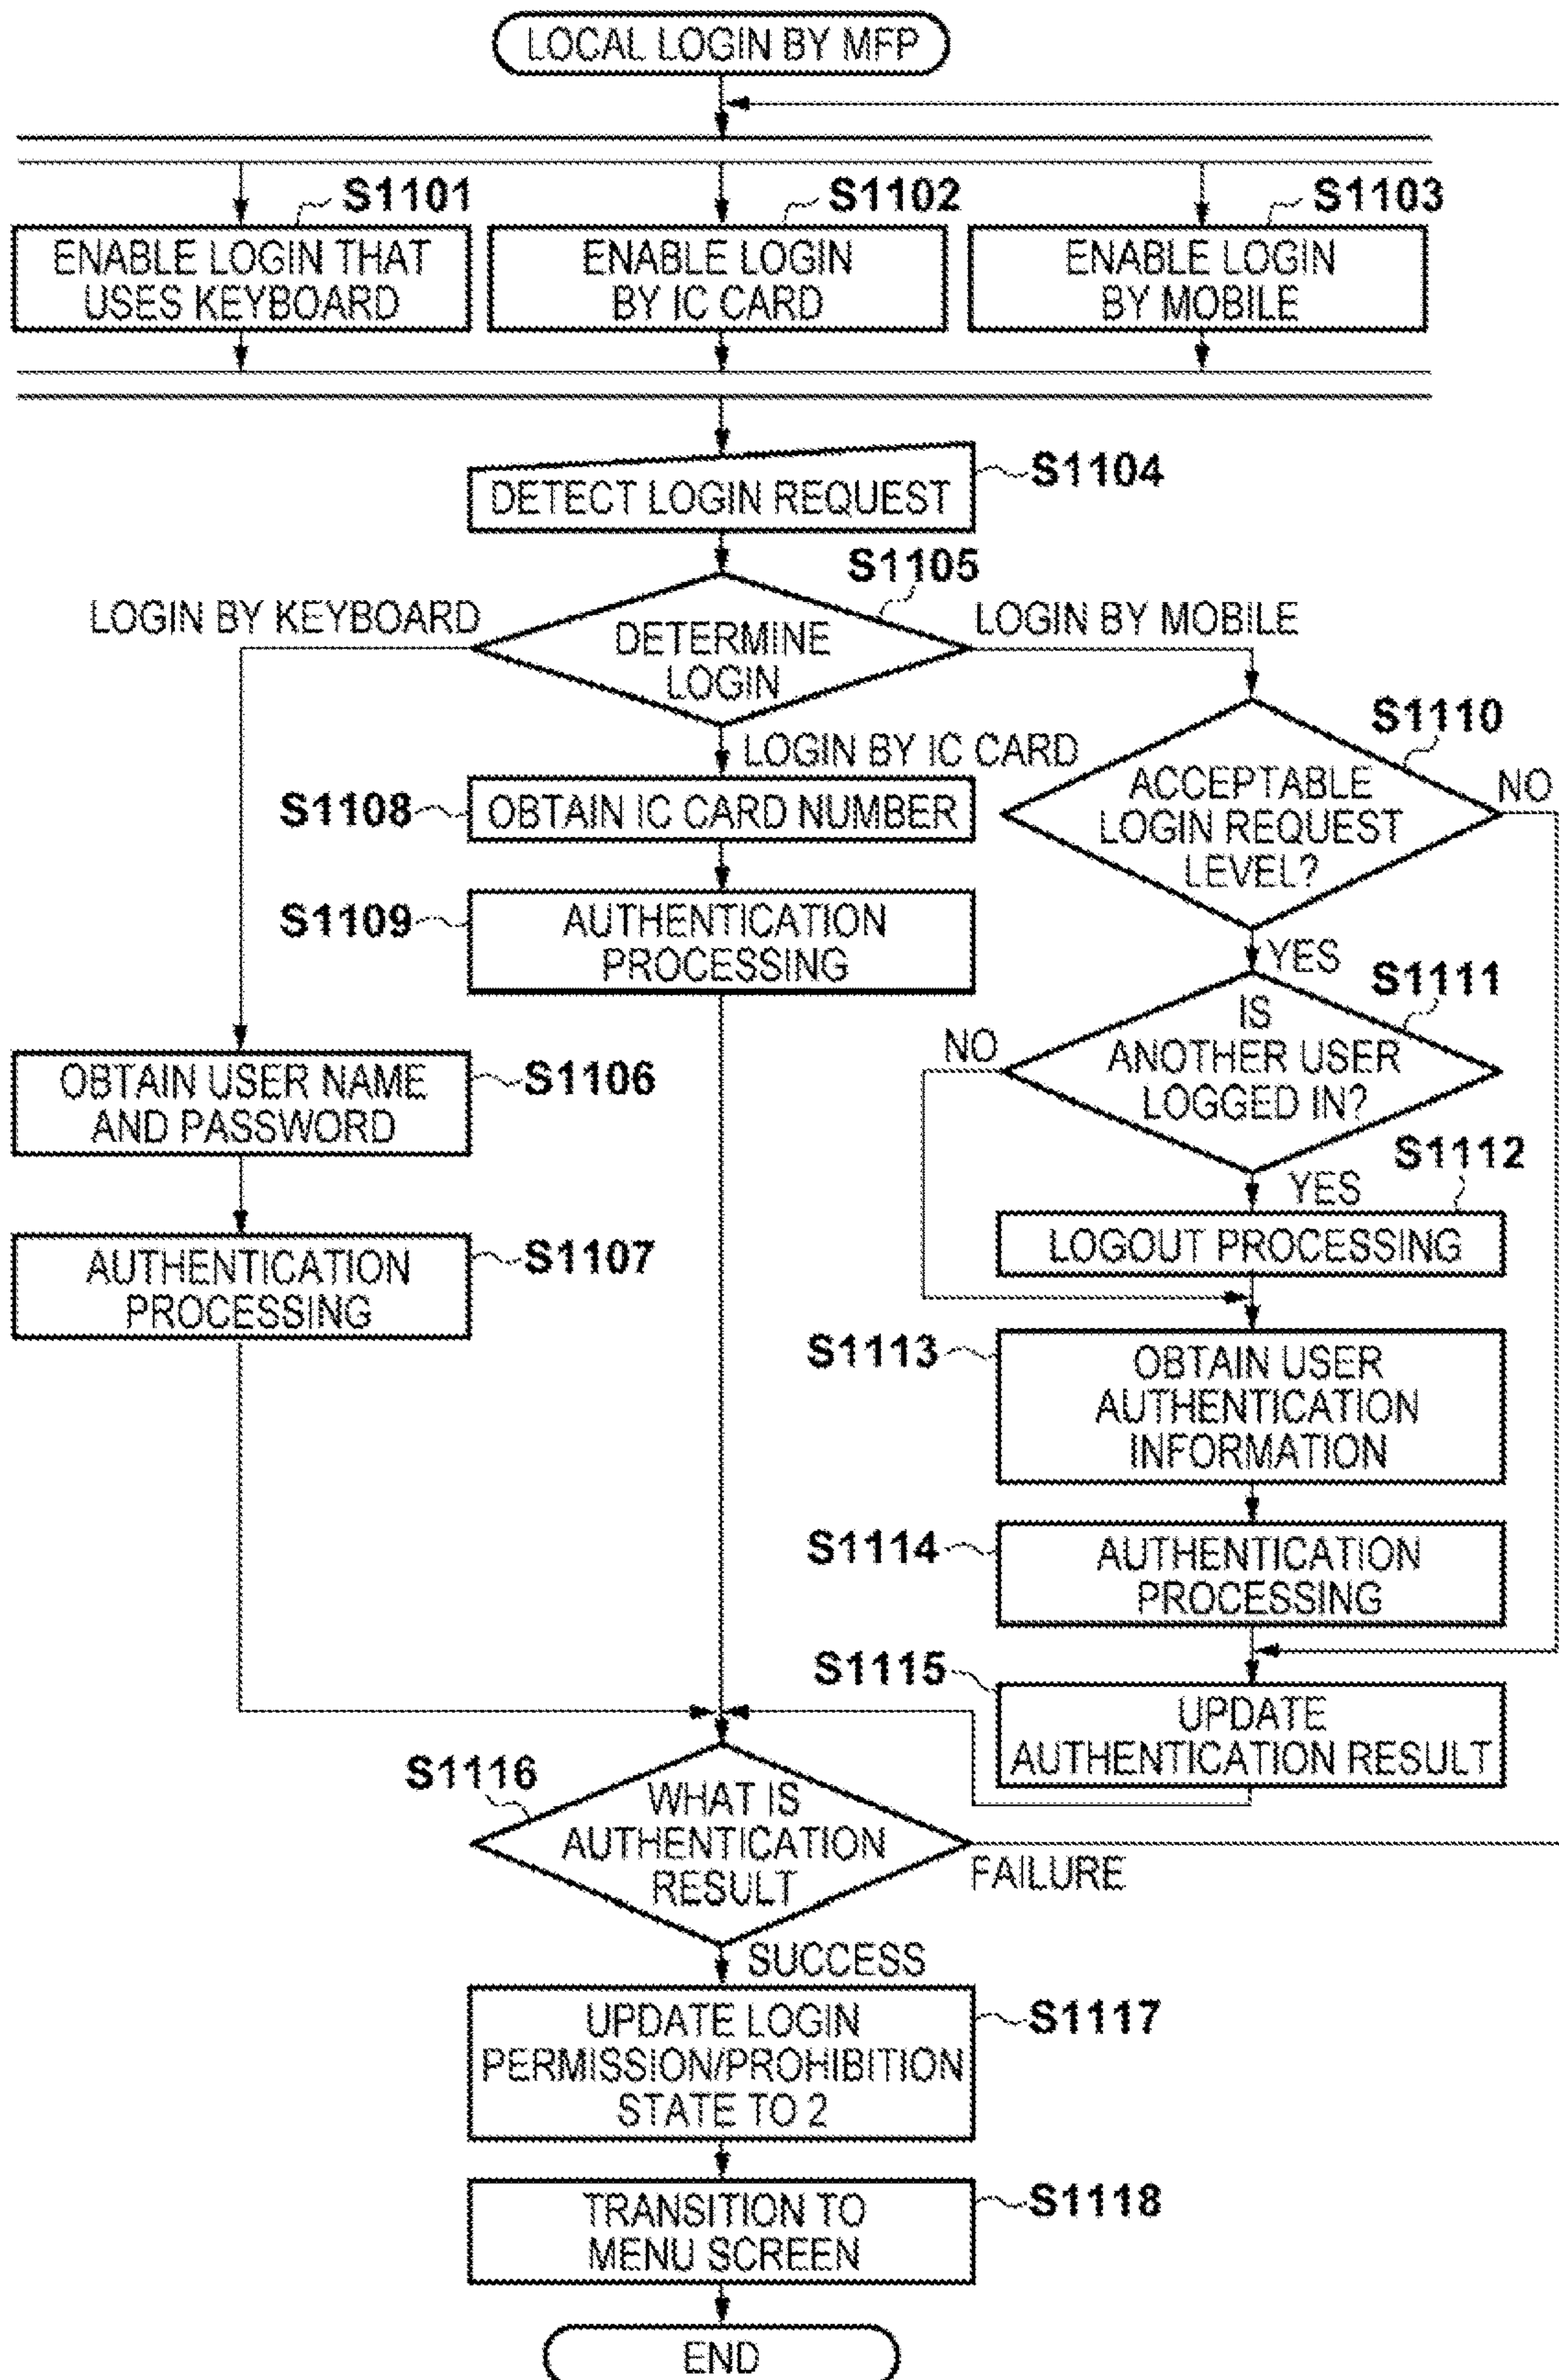 LOCAL LOGIN BY MFP
S1101
S1102
S1103
ENABLE LOGIN THAT
USES KEYBOARD
ENABLE LOGIN
BY IC CARD
ENABLE LOGIN
BY MOBILE
DETECT LOGIN REQUEST
S1104
S1105
LOGIN BY KEYBOARD
DETERMINE
LOGIN
LOGIN BY MOBILE
LOGIN BY IC CARD
S1108
OBTAIN IC CARD NUMBER
S1110
ACCEPTABLE
LOGIN REQUEST
LEVEL?
NO
YES
S1109
AUTHENTICATION
PROCESSING
S1111
IS
ANOTHER USER
LOGGED IN?
NO
YES
OBTAIN USER NAME
AND PASSWORD
S1106
S1112
LOGOUT PROCESSING
AUTHENTICATION
PROCESSING
S1107
S1113
OBTAIN USER
AUTHENTICATION
INFORMATION
S1114
AUTHENTICATION
PROCESSING
S1115
UPDATE
AUTHENTICATION RESULT
S1116
WHAT IS
AUTHENTICATION
RESULT
FAILURE
SUCCESS
UPDATE LOGIN
PERMISSION/PROHIBITION
STATE TO 2
S1117
TRANSITION TO
MENU SCREEN
S1118
END